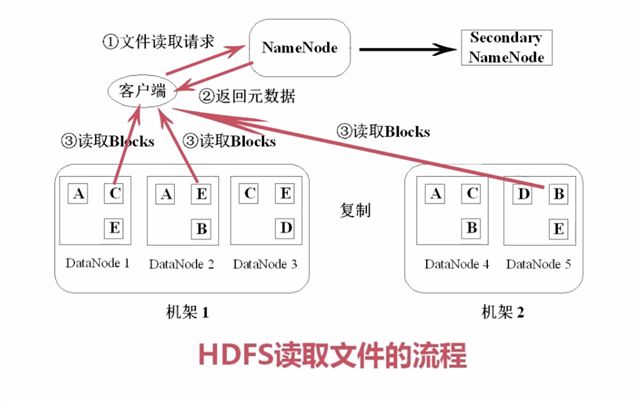 ①文件读取请求
NameNode
Secondary
NameNode
客户端
②返回元数据
③读取Blocks
③读取Blocks
③读取Blocks
A C
E
A E
B
C E
D
复制
A C
B
D B
E
DataNode 1
DataNode 2
DataNode 3
DataNode 4
DataNode 5
机架 1
机架 2
HDFS读取文件的流程